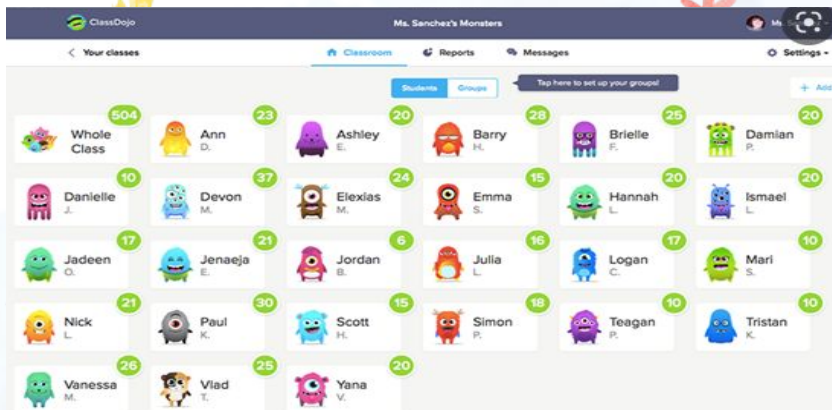 ClassDojo
Ms. Sanchez's Monsters
Your classes
Classroom
Reports
Messages
Settings
Students
Groups
Tap here to set up your groups!
+ Add
504
Whole Class
23
Ann D.
20
Ashley E.
28
Barry H.
25
Brielle F.
20
Damian P.
10
Danielle J.
37
Devon M.
24
Elexias M.
15
Emma S.
20
Hannah L.
20
Ismael L.
17
Jadeen O.
21
Jenaeja E.
6
Jordan B.
16
Julia L.
17
Logan C.
10
Mari S.
21
Nick L.
30
Paul K.
15
Scott H.
18
Simon P.
10
Teagan P.
10
Tristan K.
26
Vanessa M.
25
Vlad T.
20
Yana V.